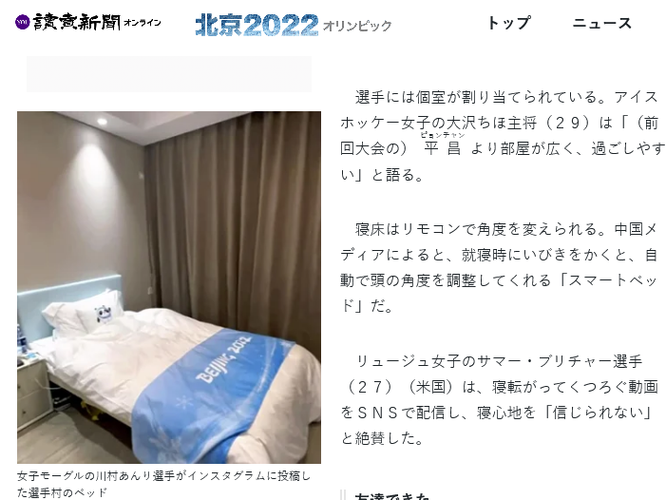 読売新聞オンライン
北京2022 オリンピック
トップ
ニュース
選手には個室が割り当てられている。アイス
ホッケー女子の大沢ちほ主将（２９）は「（前
ピョンチャン
回大会の）平昌より部屋が広く、過ごしやす
い」と語る。
寝床はリモコンで角度を変えられる。中国メ
ディアによると、就寝時にいびきをかくと、自
動で頭の角度を調整してくれる「スマートベッ
ド」だ。
リュージュ女子のサマー・ブリチャー選手
（２７）（米国）は、寝転がってくつろぐ動画
をＳＮＳで配信し、寝心地を「信じられない」
と絶賛した。
BEIJING 2022
女子モーグルの川村あんり選手がインスタグラムに投稿し
た選手村のベッド
友達できた